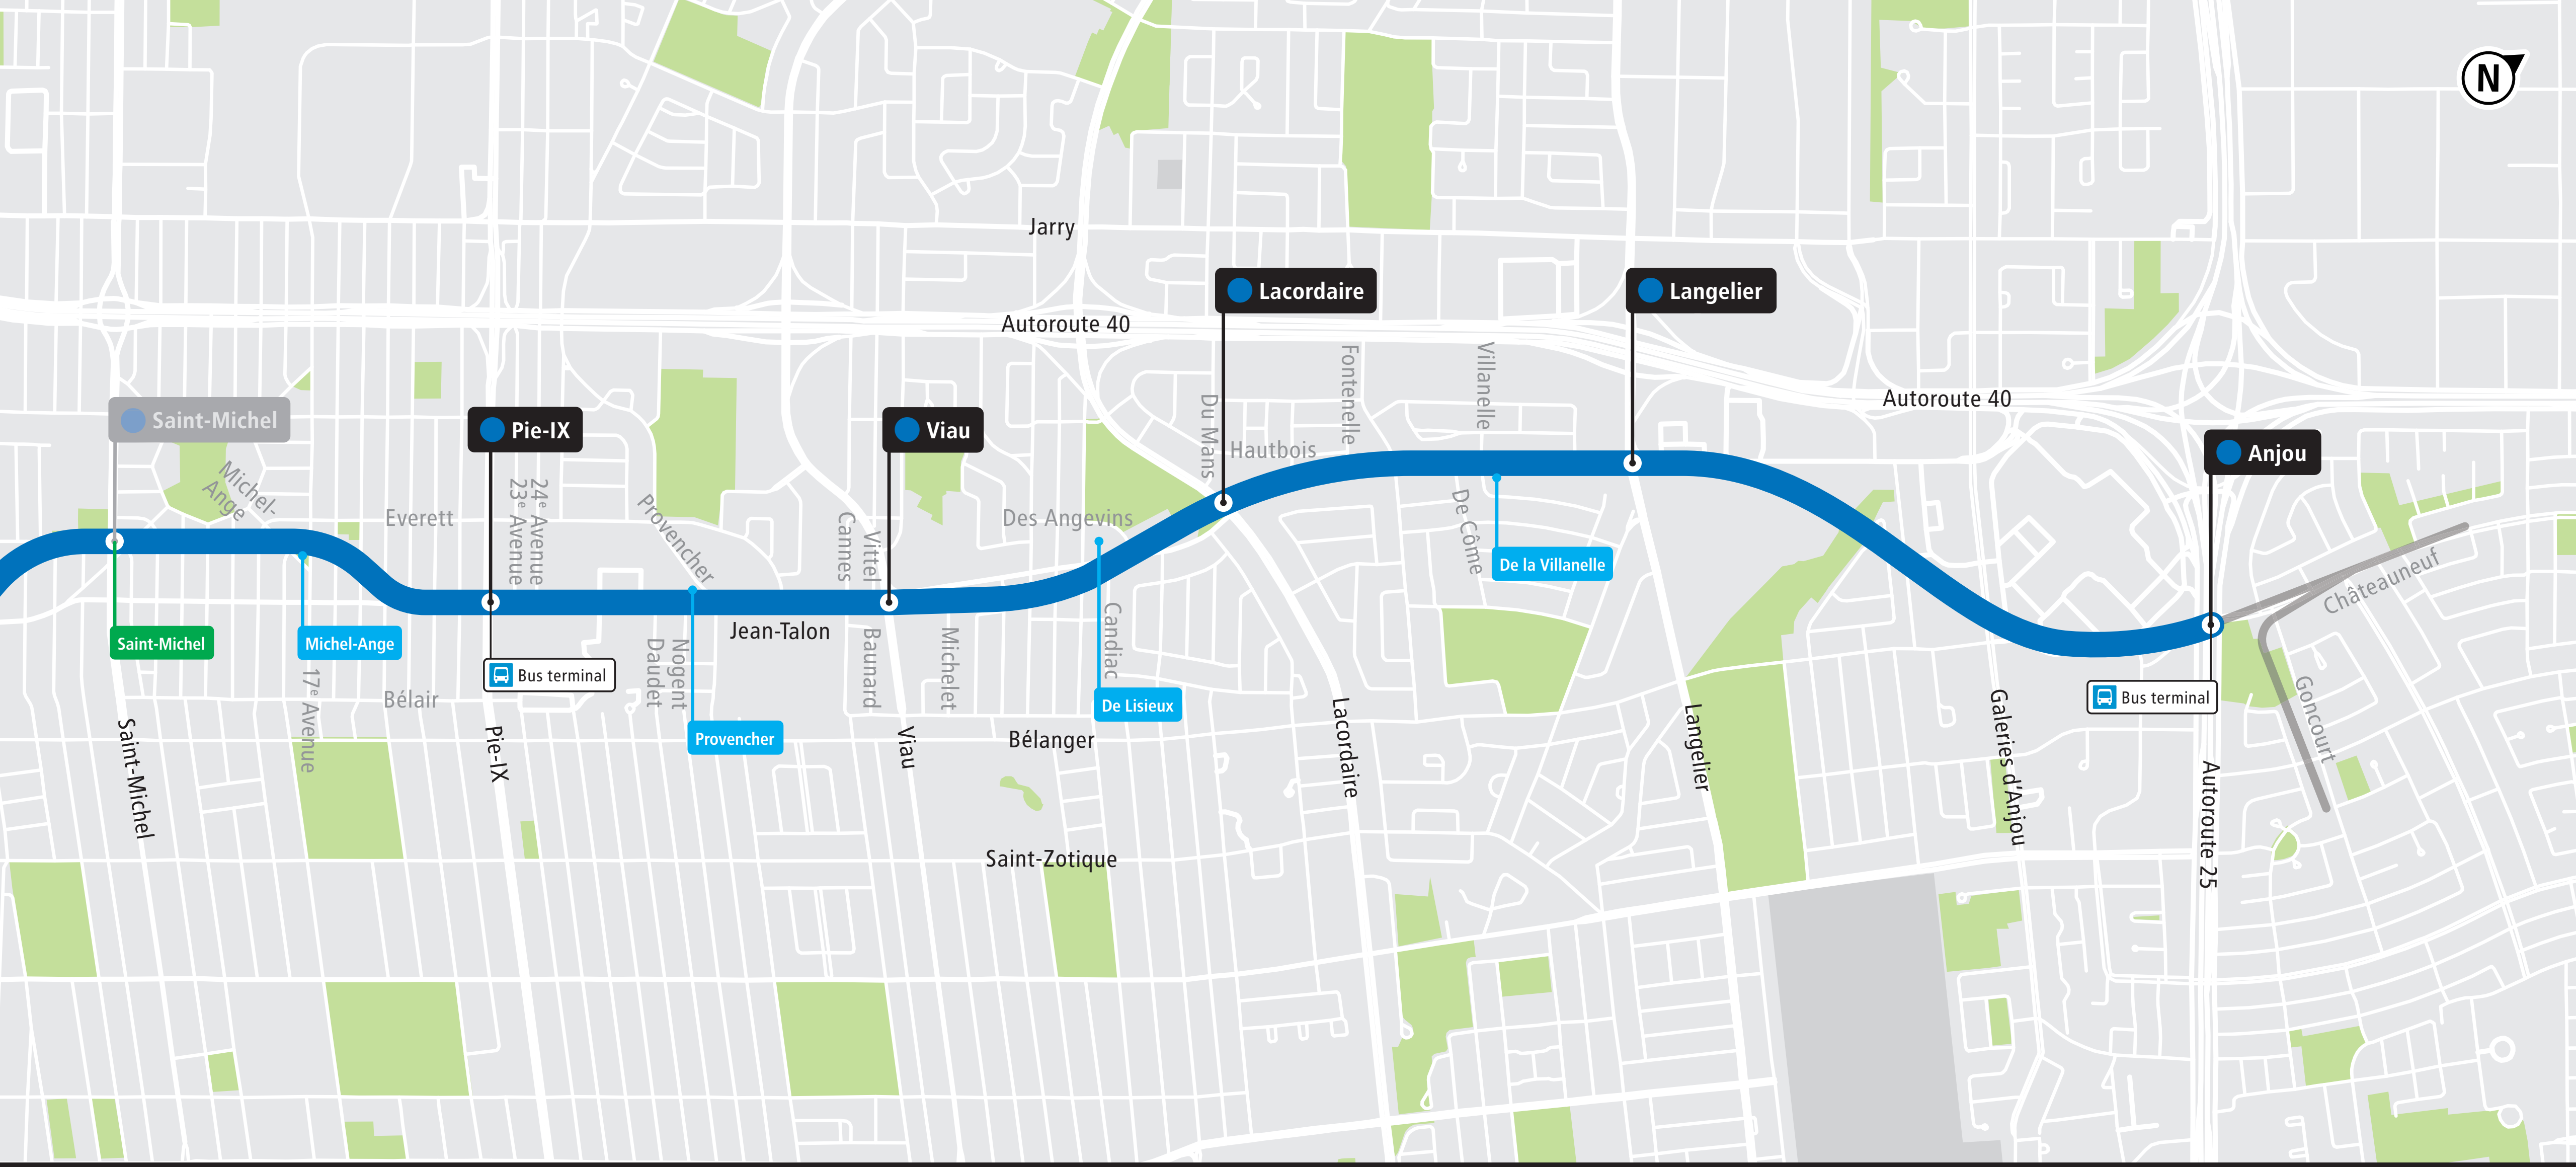 N
Jarry
Lacordaire
Langelier
Autoroute 40
Villanelle
Fontenelle
Autoroute 40
Du Mans
Saint-Michel
Pie-IX
Viau
Hautbois
Anjou
Michel-
Ange
Everett
23e Avenue
24e Avenue
Provencher
Cannes
Vittel
Des Angevins
De Côme
De la Villanelle
Châteauneuf
Saint-Michel
Michel-Ange
Jean-Talon
Candiac
Bus terminal
Daudet
Nogent
Baunard
Michelet
17e Avenue
Bélair
De Lisieux
Bus terminal
Goncourt
Saint-Michel
Pie-IX
Provencher
Viau
Bélanger
Lacordaire
Langelier
Galeries d'Anjou
Autoroute 25
Saint-Zotique